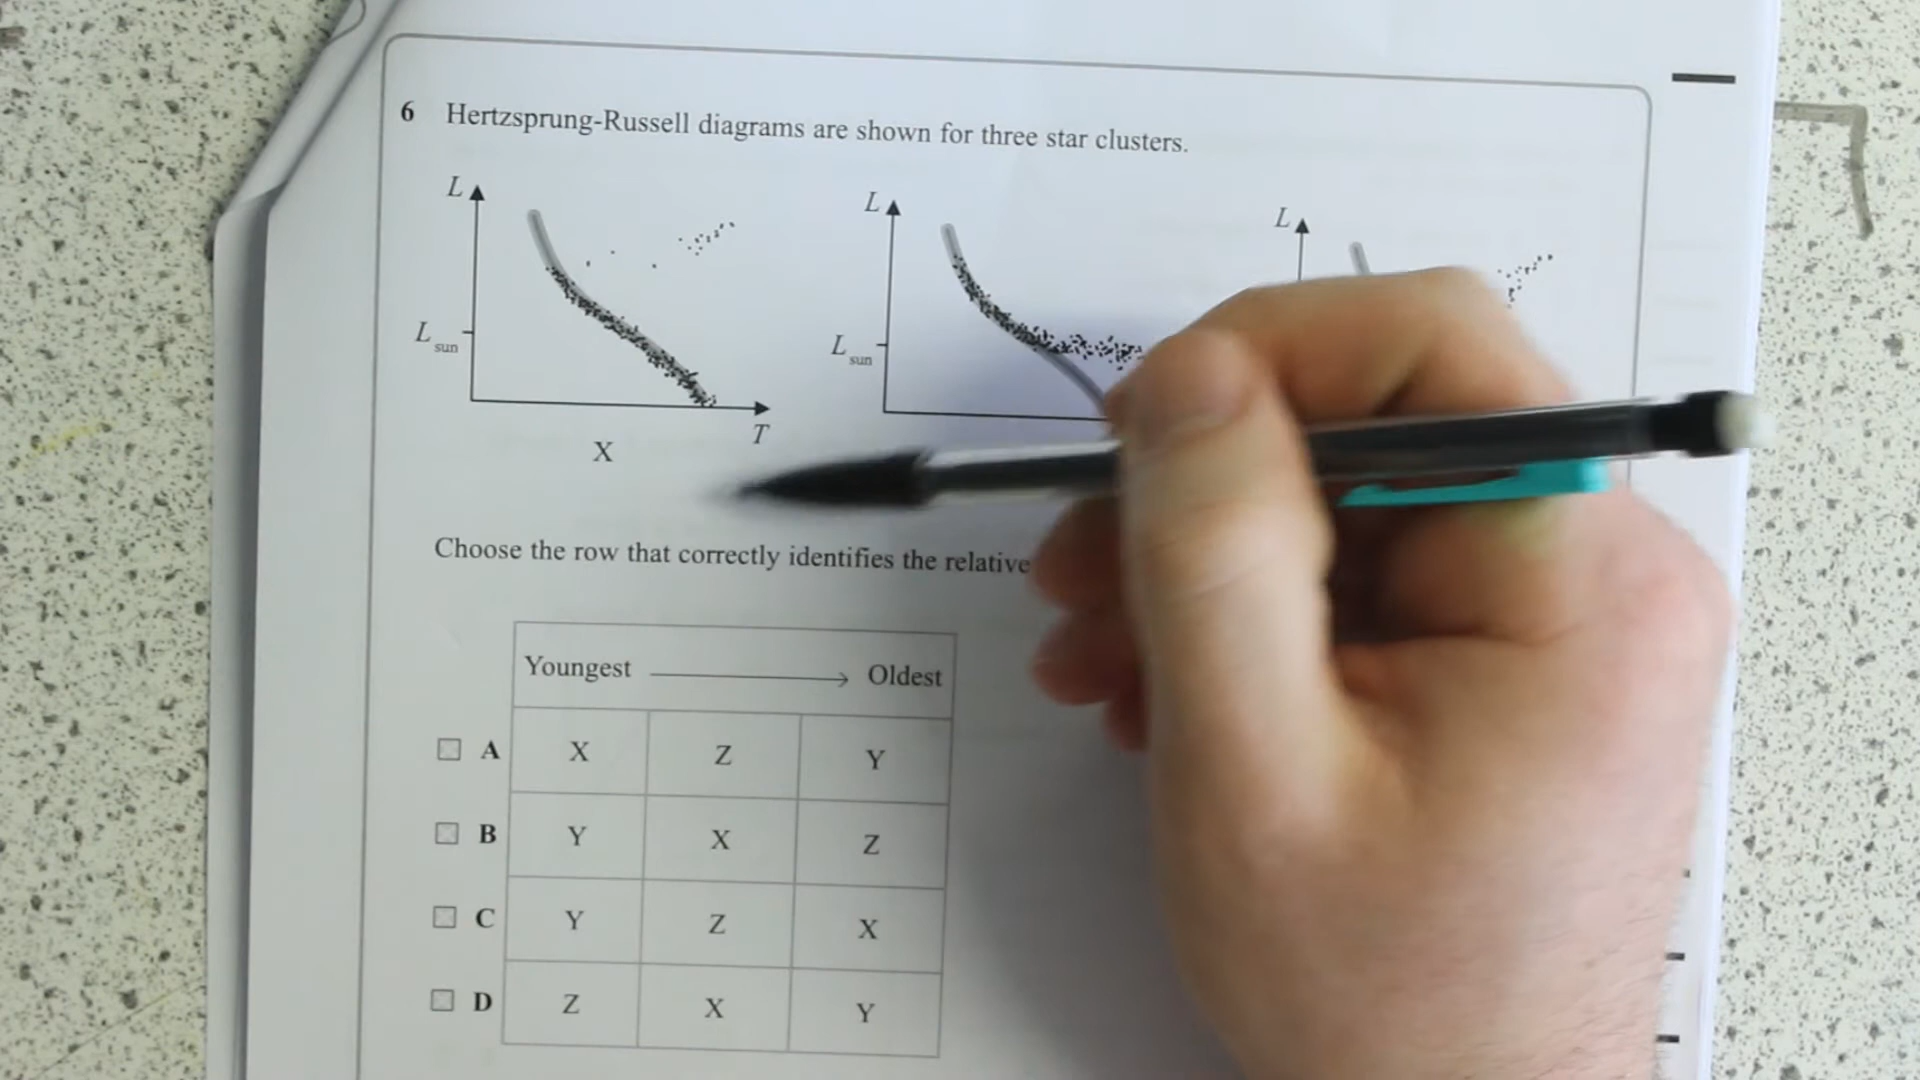 6 Hertzsprung-Russell diagrams are shown for three star clusters.
L
L sun
T
X
L
L sun
L
Choose the row that correctly identifies the relative
Youngest Oldest
A X Z Y
B Y X Z
C Y Z X
D Z X Y